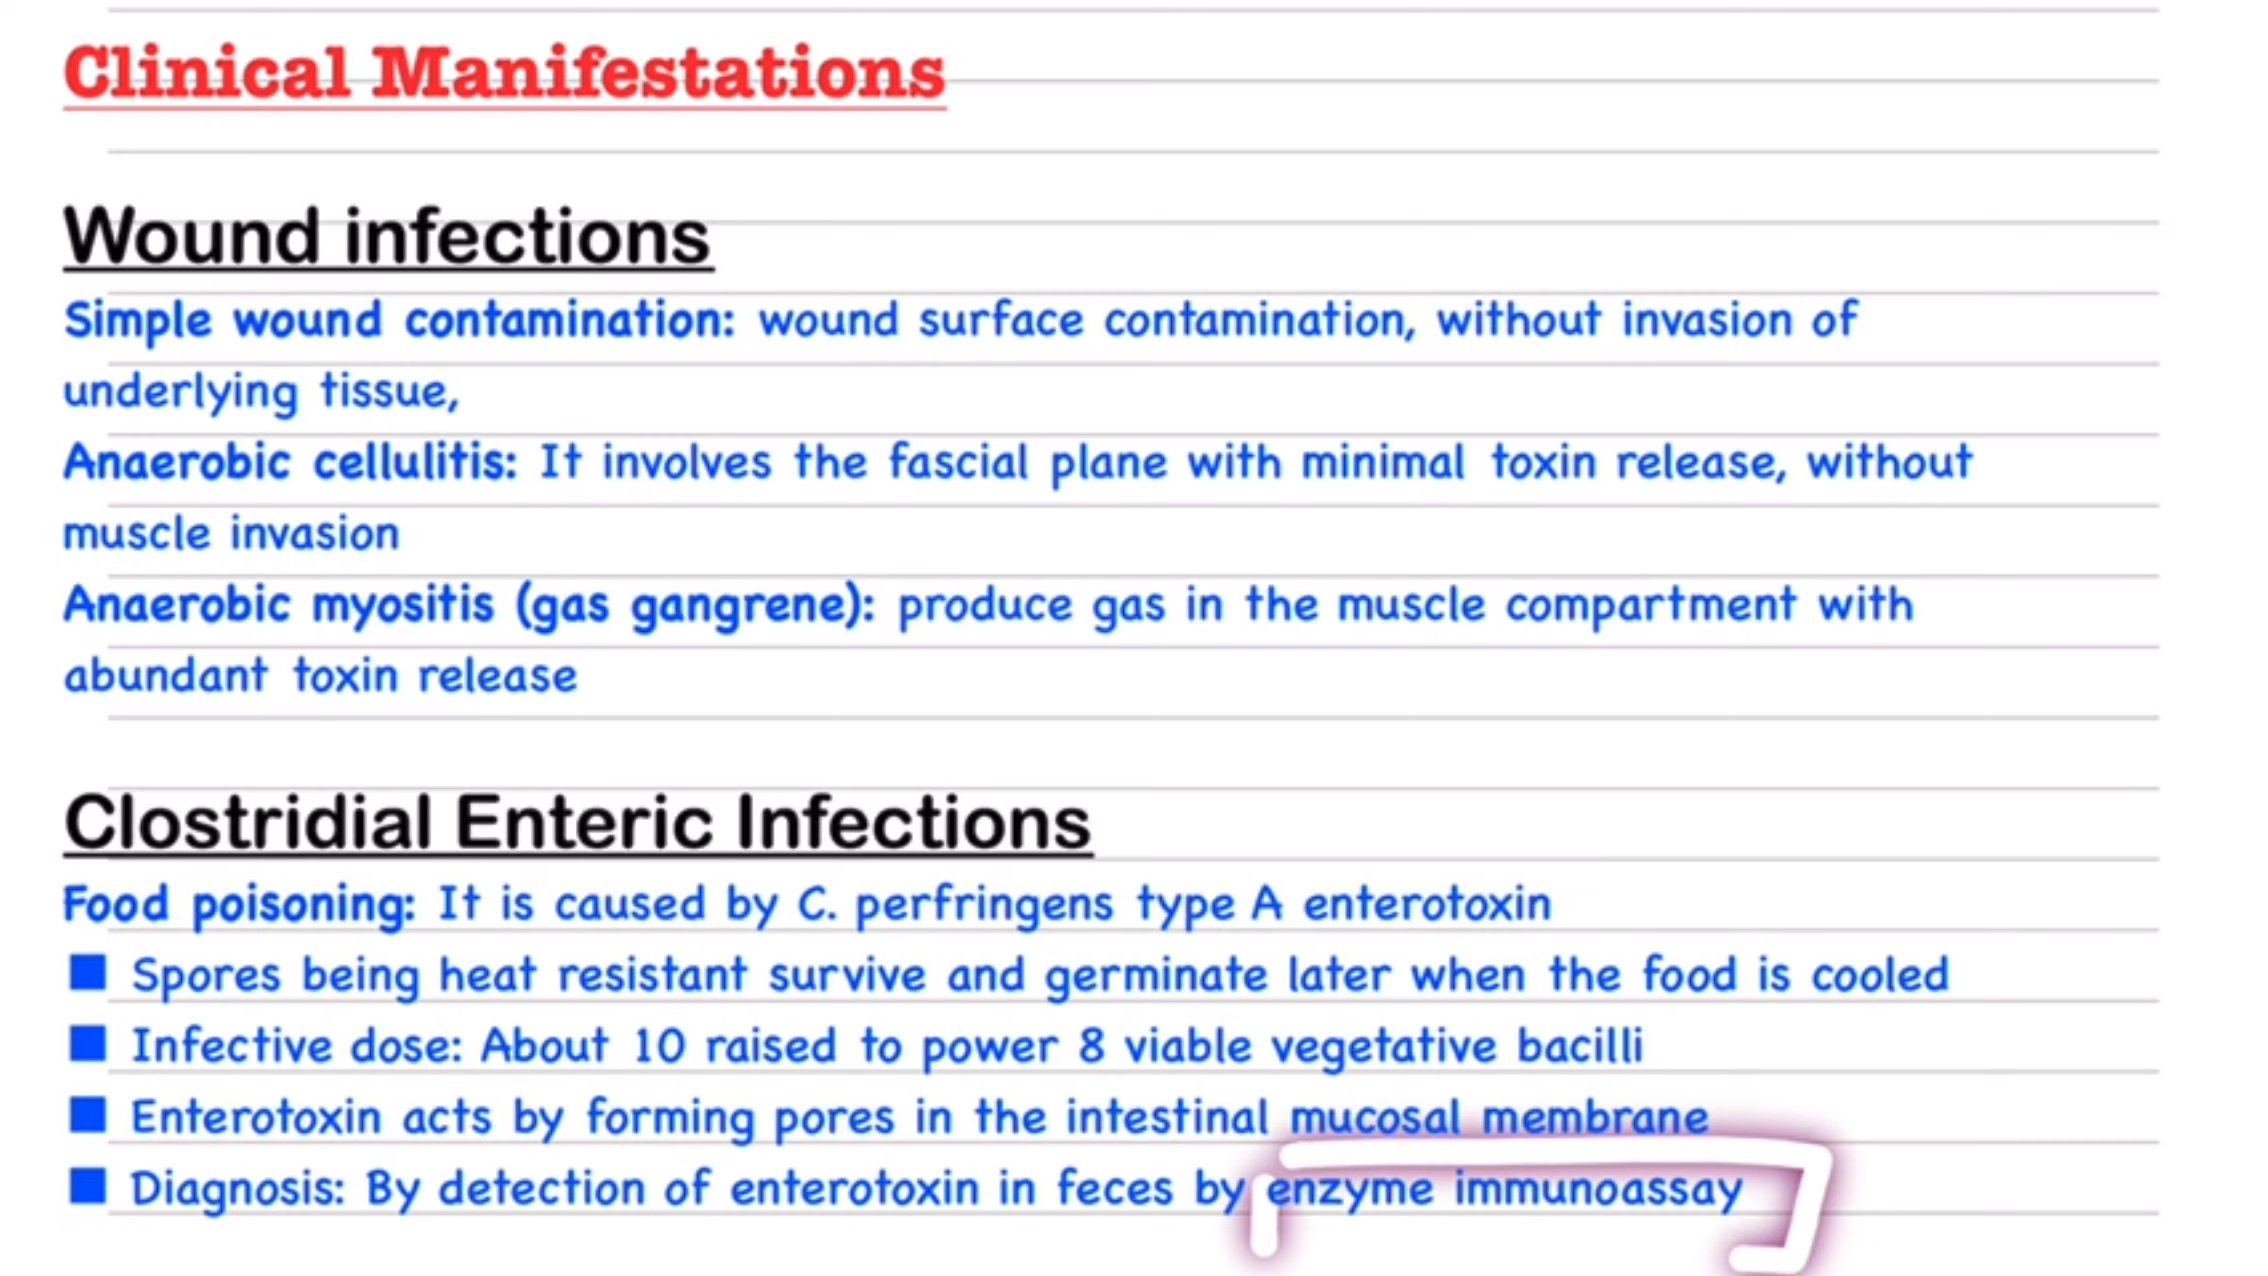 Clinical Manifestations
Wound infections
Simple wound contamination: wound surface contamination, without invasion of
underlying tissue,
Anaerobic cellulitis: It involves the fascial plane with minimal toxin release, without
muscle invasion
Anaerobic myositis (gas gangrene): produce gas in the muscle compartment with
abundant toxin release
Clostridial Enteric Infections
Food poisoning: It is caused by C. perfringens type A enterotoxin
■ Spores being heat resistant survive and germinate later when the food is cooled
■ Infective dose: About 10 raised to power 8 viable vegetative bacilli
■ Enterotoxin acts by forming pores in the intestinal mucosal membrane
■ Diagnosis: By detection of enterotoxin in feces by enzyme immunoassay